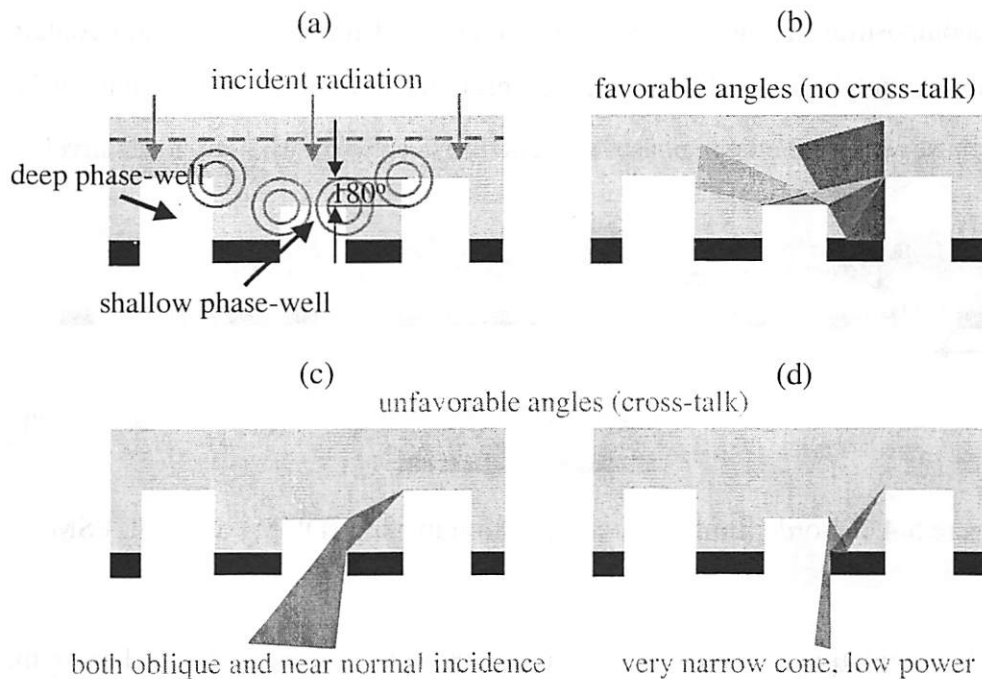 (a)
(b)
incident radiation
favorable angles (no cross-talk)
deep phase-well
180º
shallow phase-well
(c)
(d)
unfavorable angles (cross-talk)
both oblique and near normal incidence
very narrow cone, low power